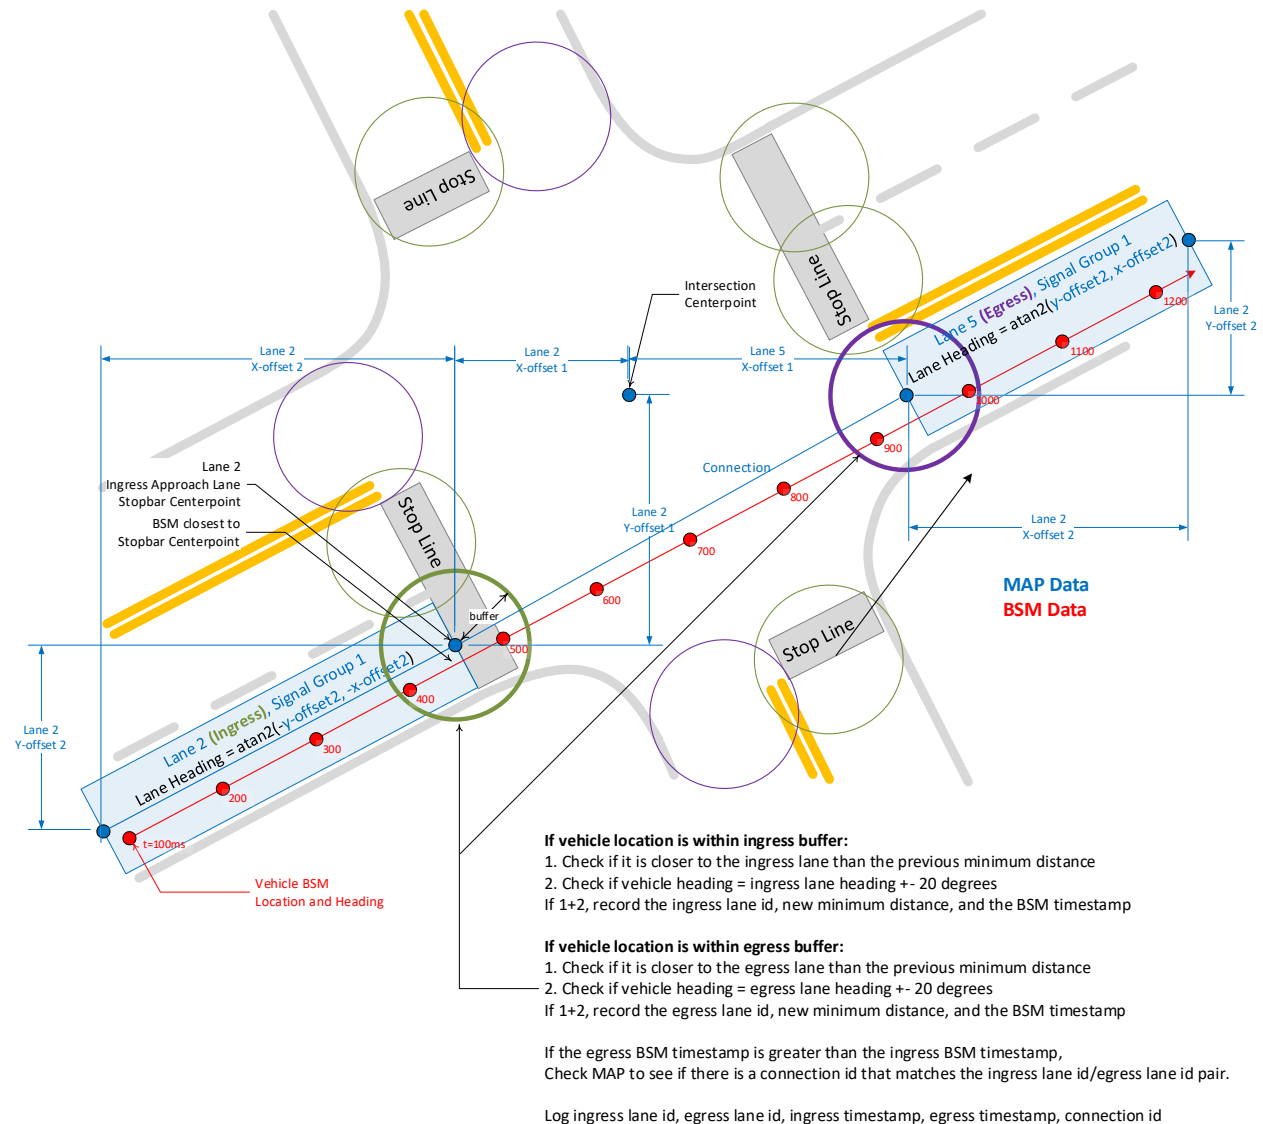 Stop Line
Stop Line
Stop Line
Intersection
Centerpoint
Lane 5 (Egress), Signal Group 1
Lane Heading = atan2(y-offset2, x-offset2)
1200
1100
1000
900
800
700
600
500
400
300
200
t=100ms
Lane 2
Y-offset 2
Lane 2
X-offset 2
Lane 2
X-offset 1
Lane 5
X-offset 1
Lane 2
Ingress Approach Lane
Stopbar Centerpoint
BSM closest to
Stopbar Centerpoint
Stop Line
Connection
Lane 2
Y-offset 1
Lane 2
X-offset 2
buffer
MAP Data
BSM Data
Stop Line
Lane 2 (Ingress), Signal Group 1
Lane Heading = atan2(-y-offset2, -x-offset2)
Lane 2
Y-offset 2
Vehicle BSM
Location and Heading
If vehicle location is within ingress buffer:
1. Check if it is closer to the ingress lane than the previous minimum distance
2. Check if vehicle heading = ingress lane heading +- 20 degrees
If 1+2, record the ingress lane id, new minimum distance, and the BSM timestamp
If vehicle location is within egress buffer:
1. Check if it is closer to the egress lane than the previous minimum distance
2. Check if vehicle heading = egress lane heading +- 20 degrees
If 1+2, record the egress lane id, new minimum distance, and the BSM timestamp
If the egress BSM timestamp is greater than the ingress BSM timestamp,
Check MAP to see if there is a connection id that matches the ingress lane id/egress lane id pair.
Log ingress lane id, egress lane id, ingress timestamp, egress timestamp, connection id